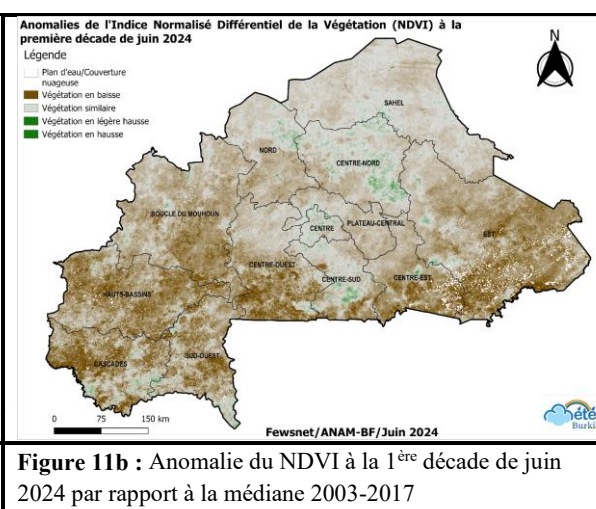 Anomalies de l'Indice Normalisé Différentiel de la Végétation (NDVI) à la
première décade de juin 2024
Légende
Plan d'eau/Couverture
nuageuse
Végétation en baisse
Végétation similaire
Végétation en légère hausse
Végétation en hausse
N
SAHEL
NORD
CENTRE-NORD
BOUCLE DU MOUHOUN
CENTRE
PLATEAU-CENTRAL
EST
CENTRE-OUEST
CENTRE-SUD
CENTRE-EST
HAUTS-BASSINS
SUD-OUEST
CASCADES
0 75 150 km
Fewsnet/ANAM-BF/Juin 2024
été
Burki
Figure 11b : Anomalie du NDVI à la 1ère décade de juin
2024 par rapport à la médiane 2003-2017